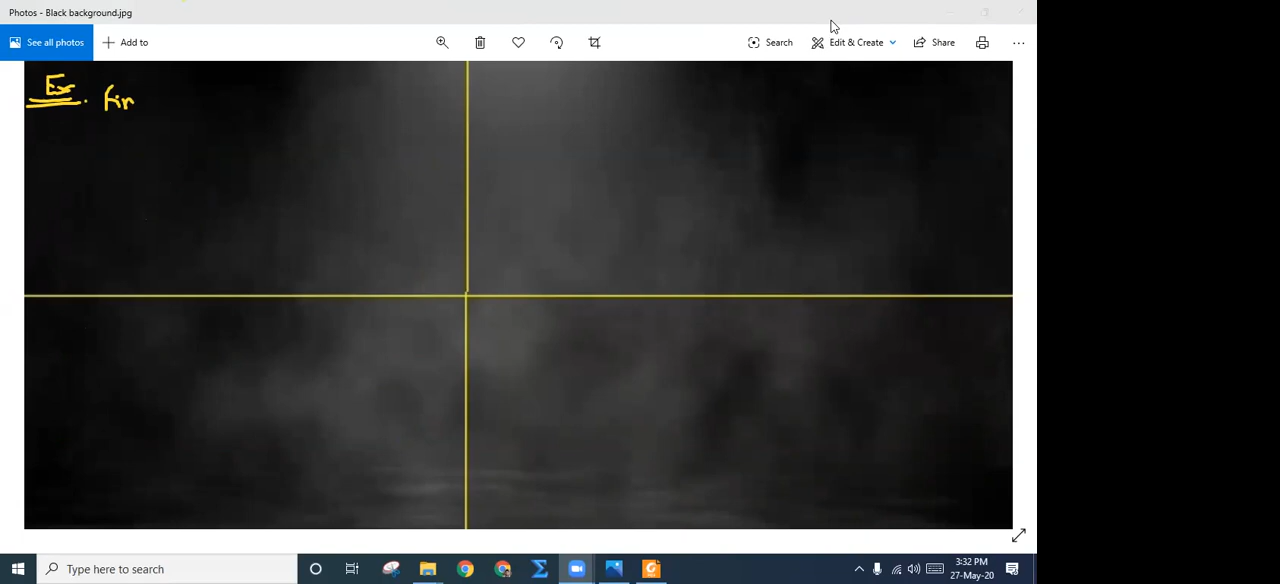 Photos - Black background.jpg
See all photos
Add to
Search
Edit & Create
Share
Ex. Fin
Type here to search
3:32 PM
27-May-20